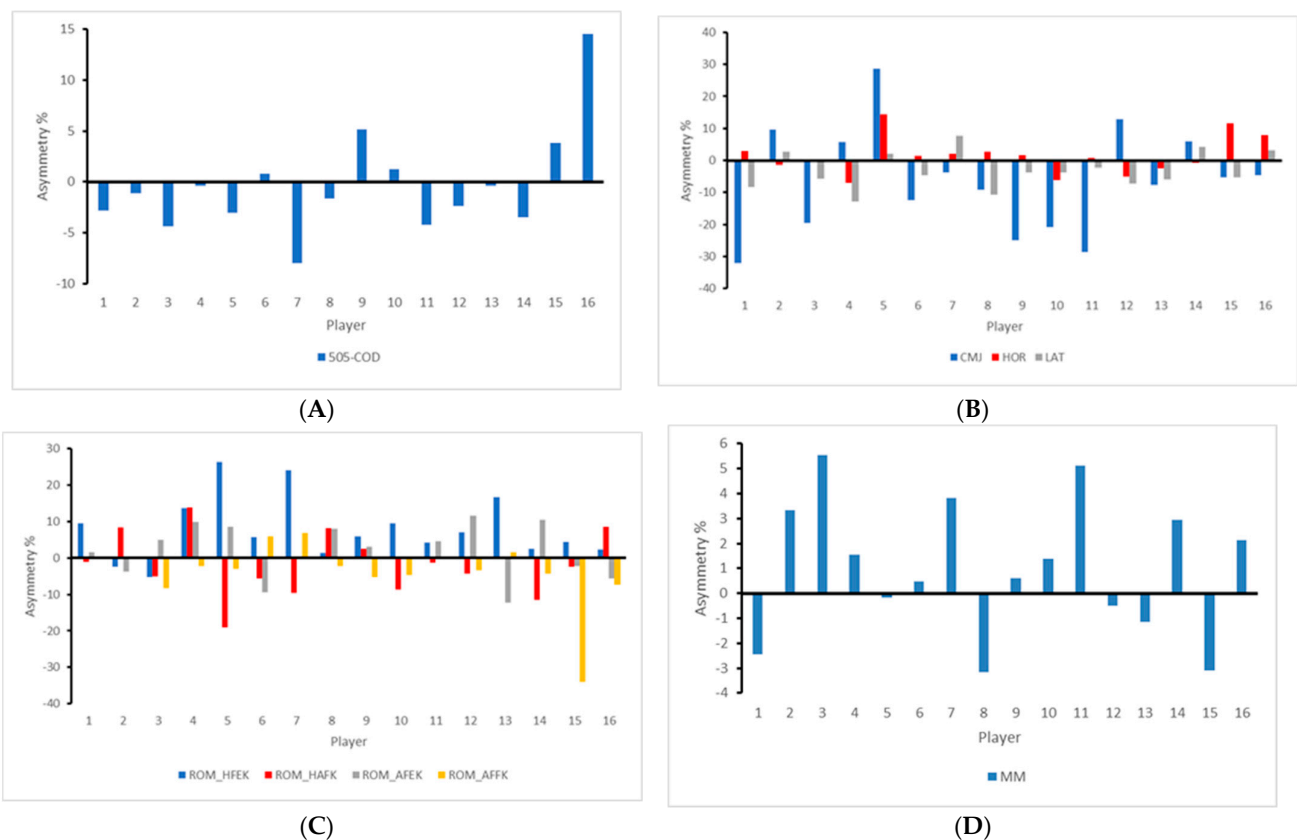 15
10
5
0
-5
-10
Asymmetry %
1 2 3 4 5 6 7 8 9 10 11 12 13 14 15 16
Player
505-COD
(A)
40
30
20
10
0
-10
-20
-30
-40
Asymmetry %
1 2 3 4 5 6 7 8 9 10 11 12 13 14 15 16
Player
CMJ HOR LAT
(B)
30
20
10
0
-10
-20
-30
-40
Asymmetry %
1 2 3 4 5 6 7 8 9 10 11 12 13 14 15 16
Player
ROM_HFEK ROM_HAFK ROM_AFEK ROM_AFFK
(C)
6
5
4
3
2
1
0
-1
-2
-3
-4
Asymmetry %
1 2 3 4 5 6 7 8 9 10 11 12 13 14 15 16
Player
MM
(D)